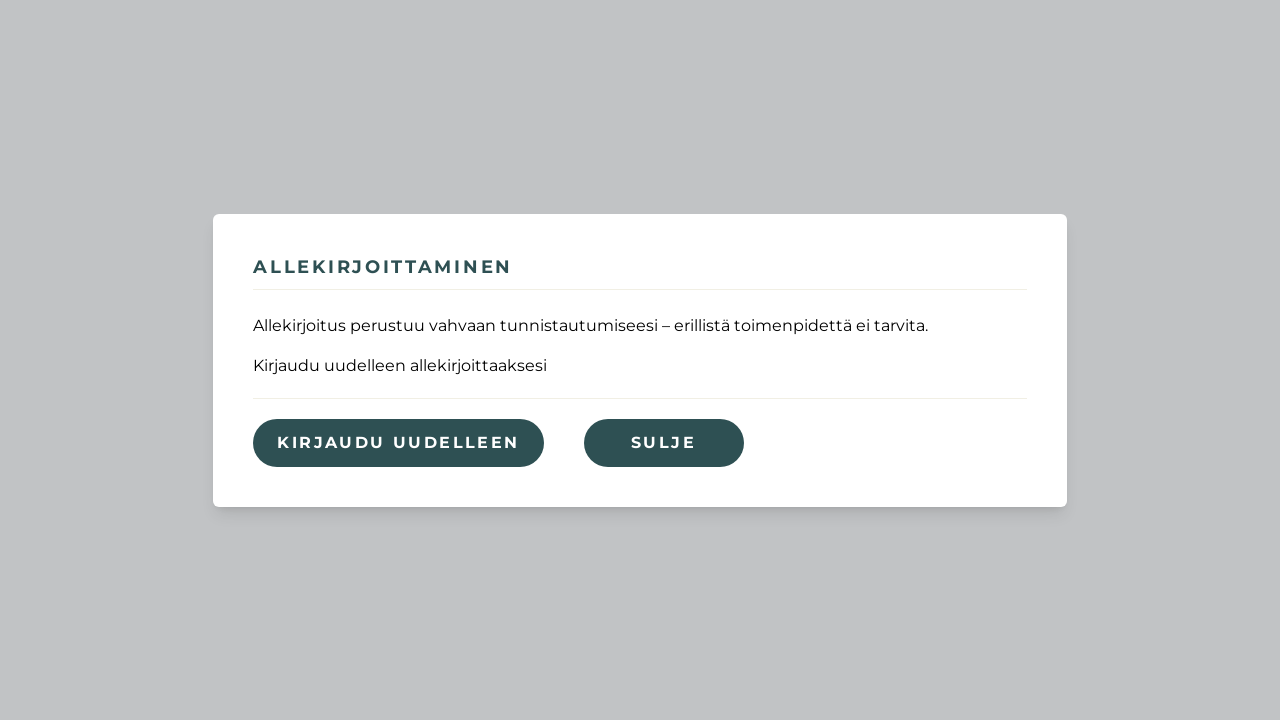 ALLEKIRJOITTAMINEN
Allekirjoitus perustuu vahvaan tunnistautumiseesi – erillistä toimenpidettä ei tarvita.
Kirjaudu uudelleen allekirjoittaaksesi
KIRJAUDU UUDELLEEN
SULJE